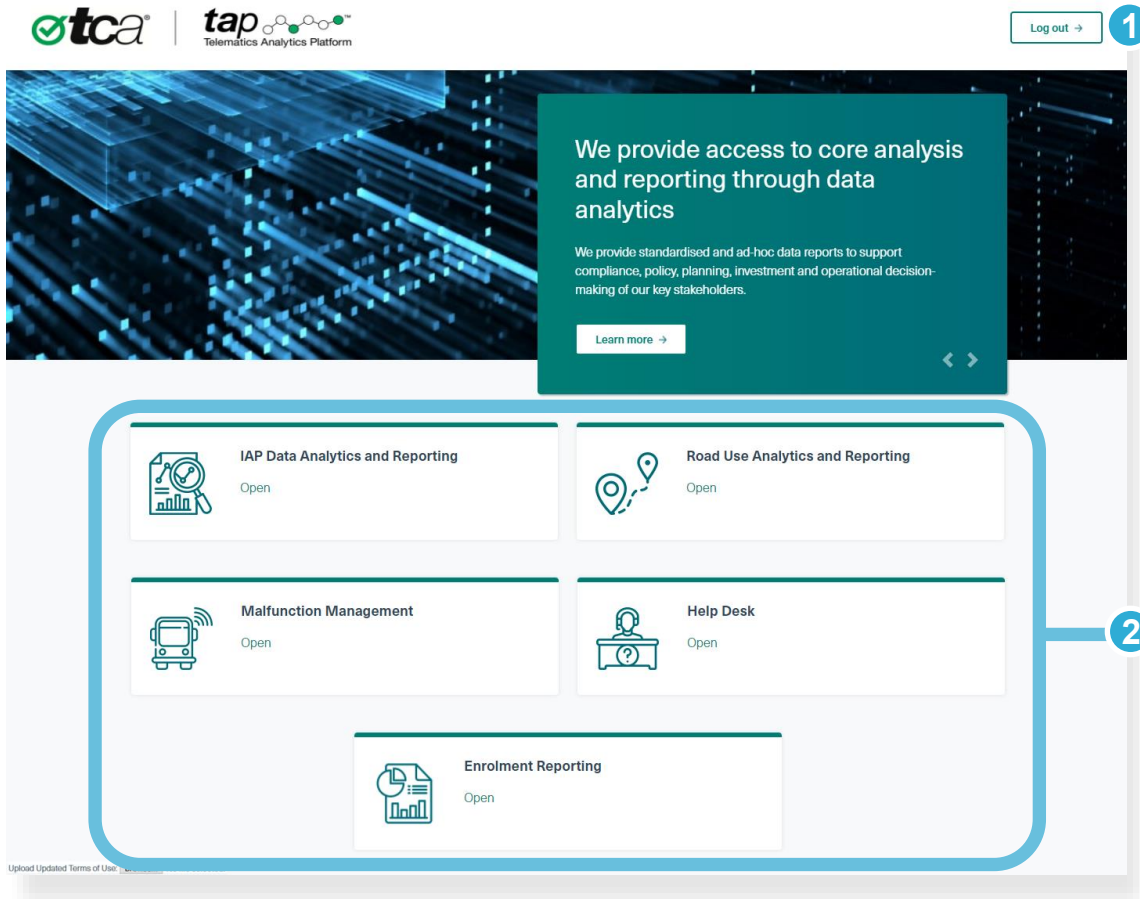 tca
tap™
Telematics Analytics Platform
Log out →
1
We provide access to core analysis
and reporting through data
analytics
We provide standardised and ad-hoc data reports to support
compliance, policy, planning, investment and operational decision-
making of our key stakeholders.
Learn more →
IAP Data Analytics and Reporting
Open
Road Use Analytics and Reporting
Open
Malfunction Management
Open
Help Desk
Open
?
2
Enrolment Reporting
Open
Upload Updated Terms of Use: